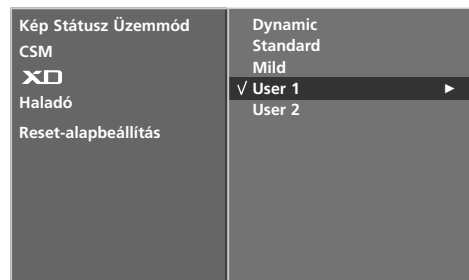 Kép Státusz Üzemmód
CSM
XD
Haladó
Reset-alapbeállítás
Dynamic
Standard
Mild
√ User 1 ►
User 2